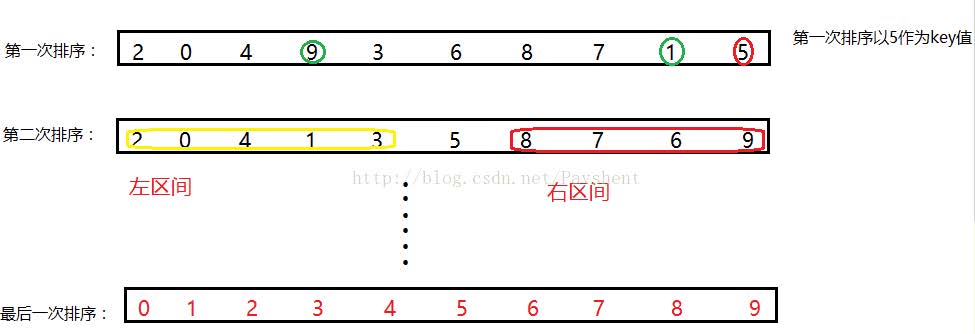 第一次排序： 2 0 4 9 3 6 8 7 1 5 第一次排序以5作为key值
第二次排序： 2 0 4 1 3 5 8 7 6 9
http://blog.csdn.net/Payshent
左区间 右区间
最后一次排序： 0 1 2 3 4 5 6 7 8 9